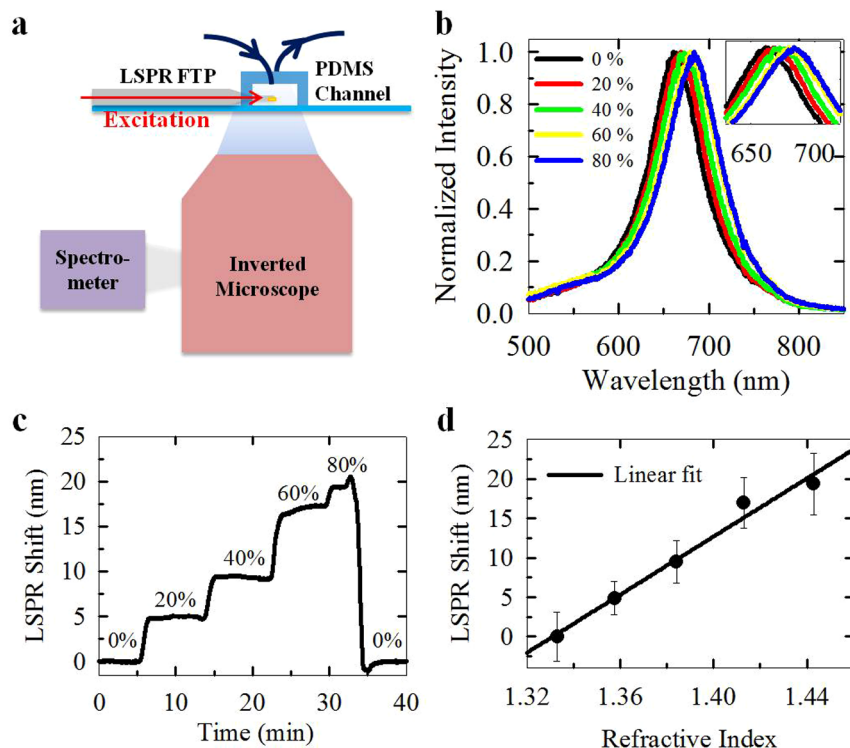 a
LSPR FTP
PDMS
Channel
Excitation
Spectro-
meter
Inverted
Microscope
b
Normalized Intensity
1.0
0.8
0.6
0.4
0.2
0.0
0 %
20 %
40 %
60 %
80 %
650 700
500 600 700 800
Wavelength (nm)
c
LSPR Shift (nm)
25
20
15
10
5
0
0%
20%
40%
60%
80%
0%
0 10 20 30 40
Time (min)
d
LSPR Shift (nm)
25
20
15
10
5
0
Linear fit
1.32 1.36 1.40 1.44
Refractive Index